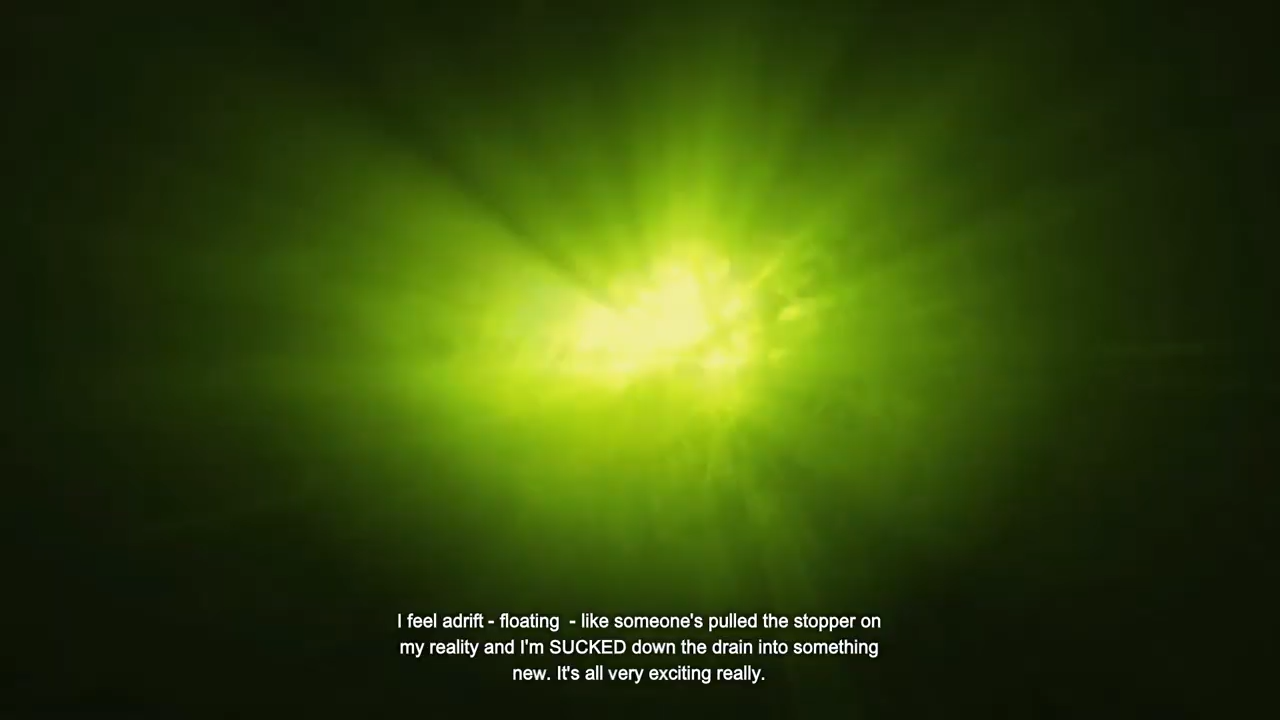 I feel adrift - floating  - like someone's pulled the stopper on
my reality and I'm SUCKED down the drain into something
new. It's all very exciting really.